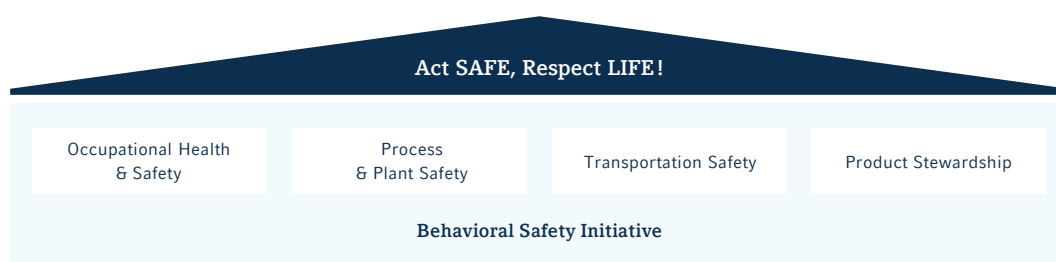 Act SAFE, Respect LIFE!
Occupational Health
& Safety
Process
& Plant Safety
Transportation Safety
Product Stewardship
Behavioral Safety Initiative